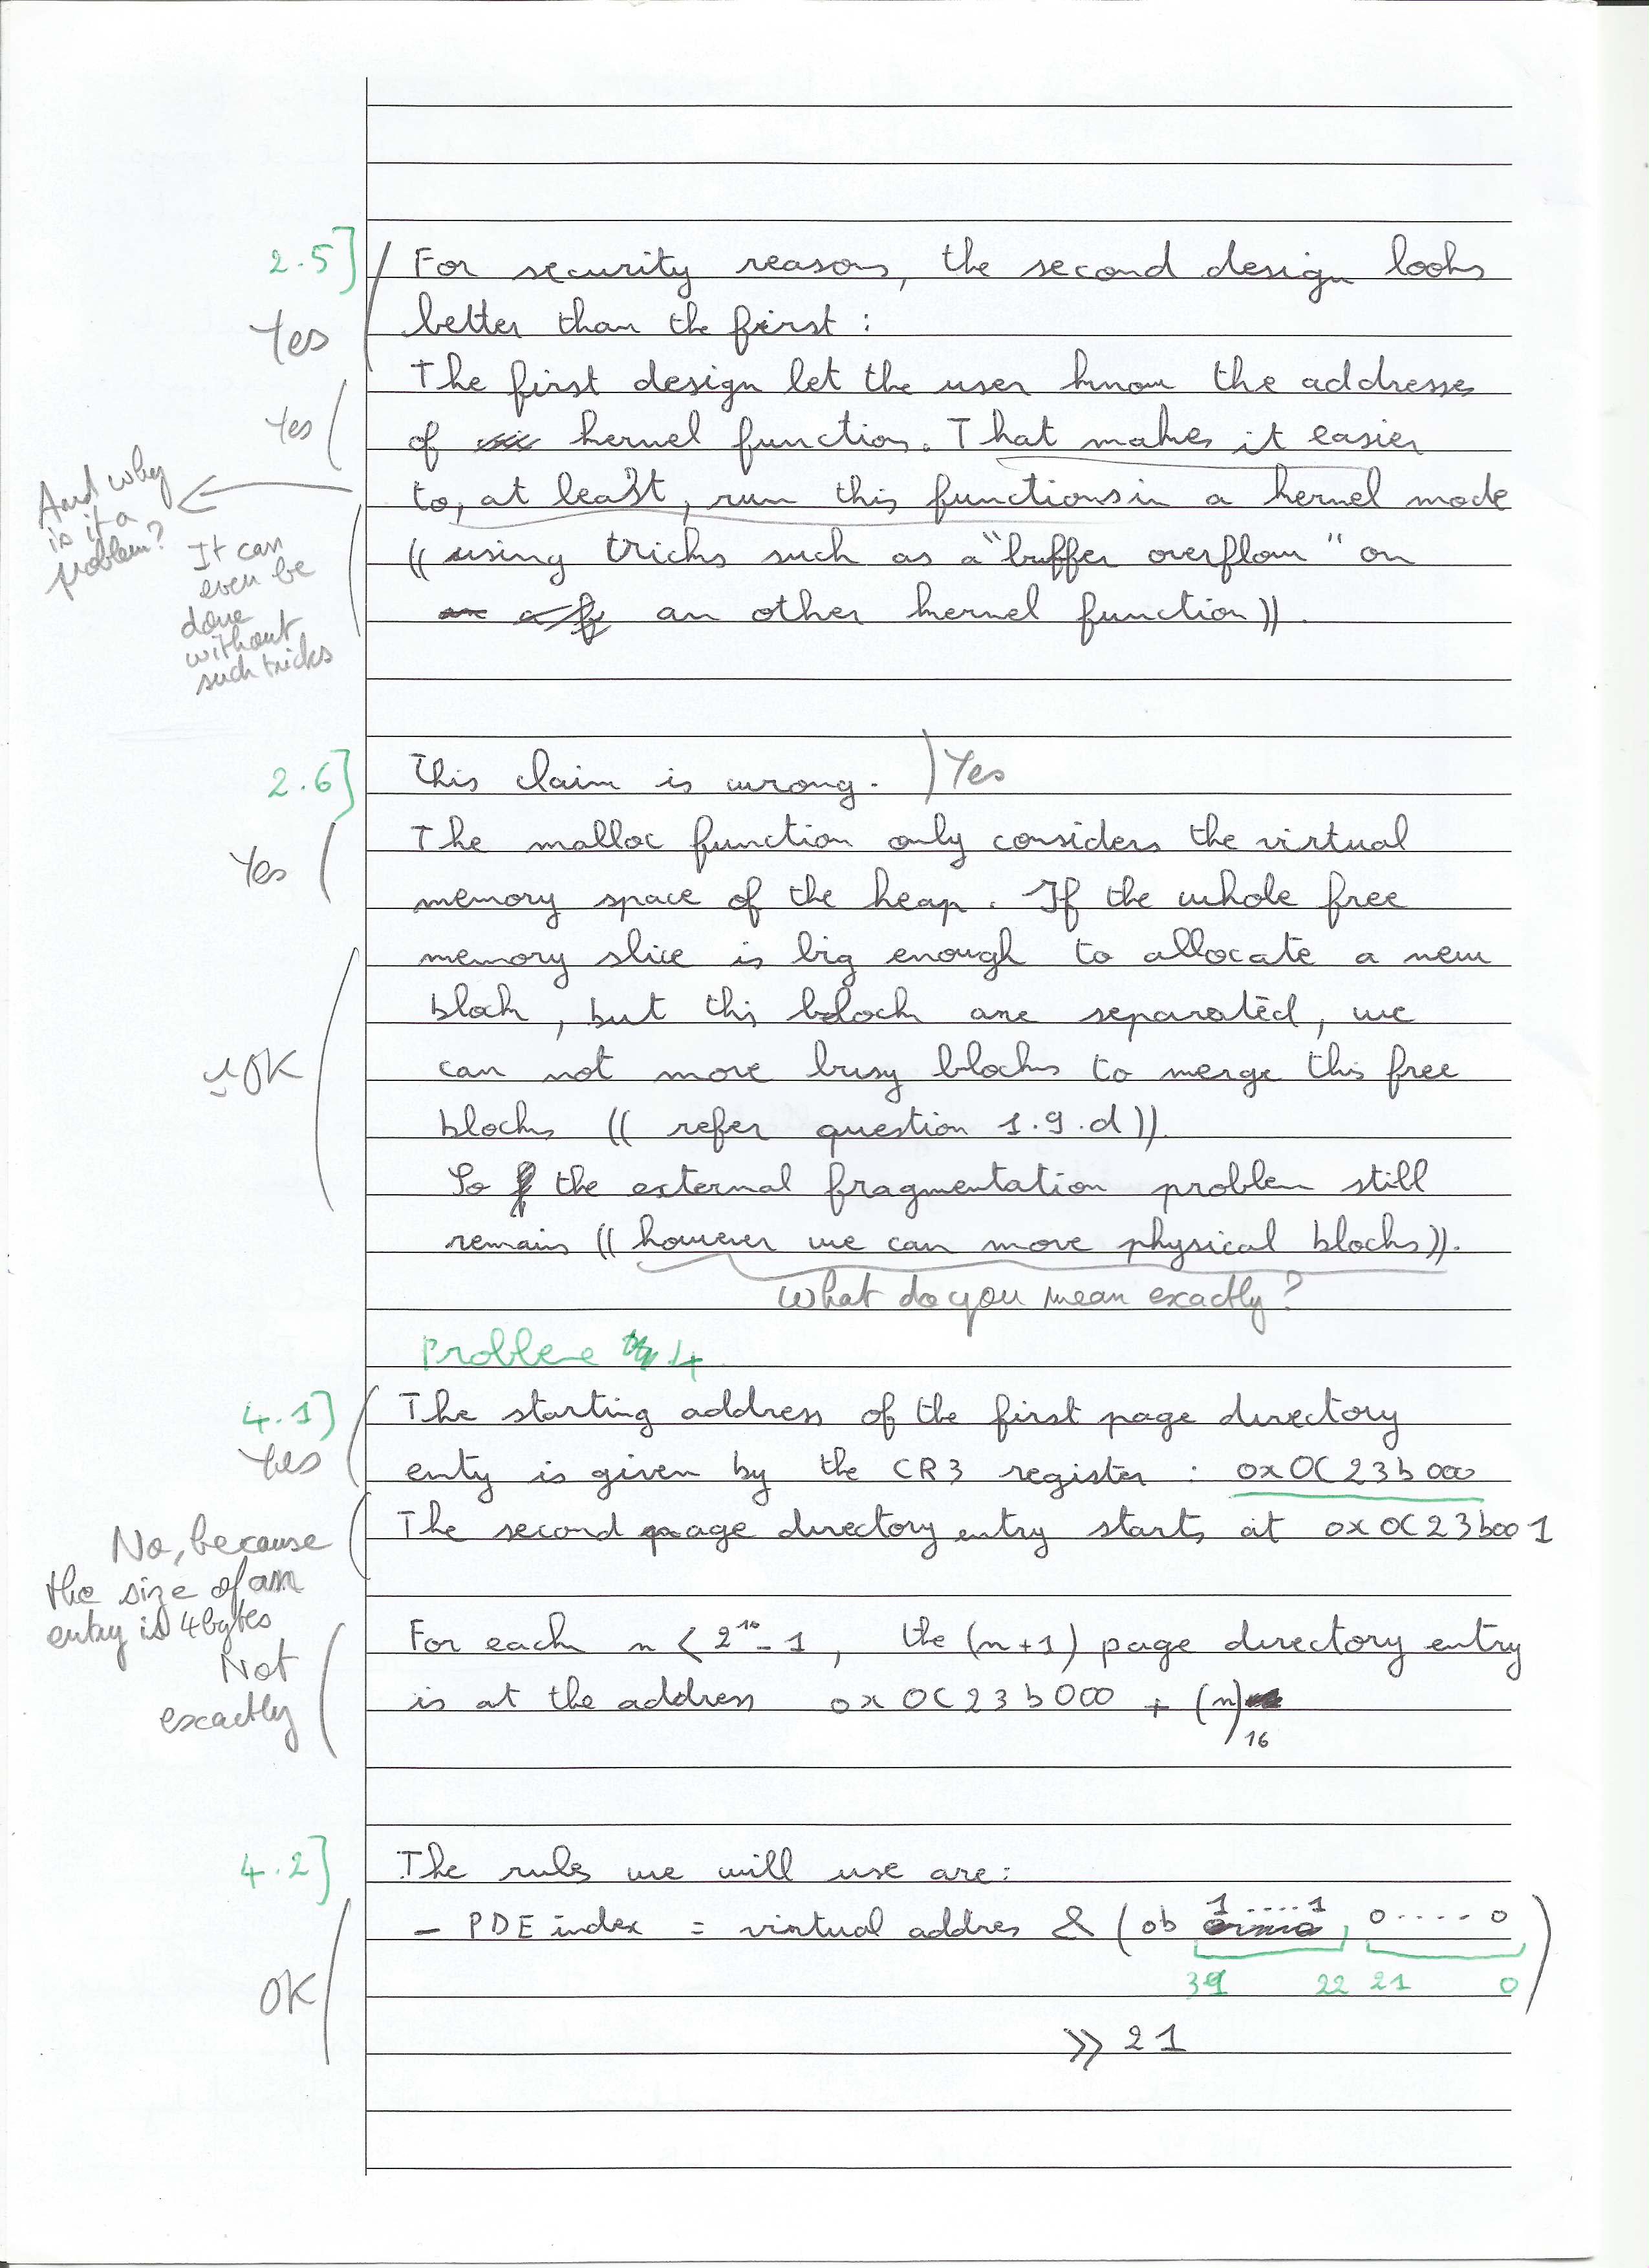 2.5]
For security reasons, the second design looks
Yes
better than the first :
The first design let the user know the addresses
Yes
of kernel function. That makes it easier
And why
is it a
problem?
to, at least, run this functions in a kernel mode
It can
even be
done
without
such tricks
(( using tricks such as a "buffer overflow" on
an other kernel function)).
2.6]
This claim is wrong. ) Yes
Yes
The malloc function only considers the virtual
memory space of the heap. If the whole free
memory slice is big enough to allocate a new
block, but this block are separated, we
OK
can not move busy blocks to merge this free
blocks (( refer question 1.9.d)).
So the external fragmentation problem still
remains (( however we can move physical blocks)).
What do you mean exactly?
Probleme 4
4.1]
The starting address of the first page directory
Yes
enty is given by the CR3 register : 0x0C23b000
The second page directory entry starts at 0x0C23b001
No, because
the size of an
entry is 4 bytes
For each n < 2^10 - 1, the (n+1) page directory entry
Not
exactly
is at the address 0x0C23b000 + (n)16
4.2]
The rules we will use are:
- PDE index = virtual addres & (0b 1....1, 0.....0)
22 21 0
OK
>> 21